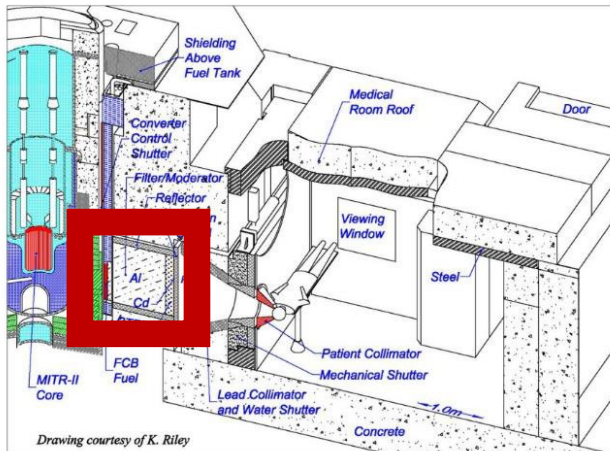 Shielding
Above
Fuel Tank
Medical
Room Roof
Door
Converter
Control
Shutter
Filter/Moderator
Reflector
Viewing
Window
Al
Cd
Steel
MITR-II
Core
FCB
Fuel
Patient Collimator
Mechanical Shutter
Lead Collimator
and Water Shutter
1.0m
Concrete
Drawing courtesy of K. Riley